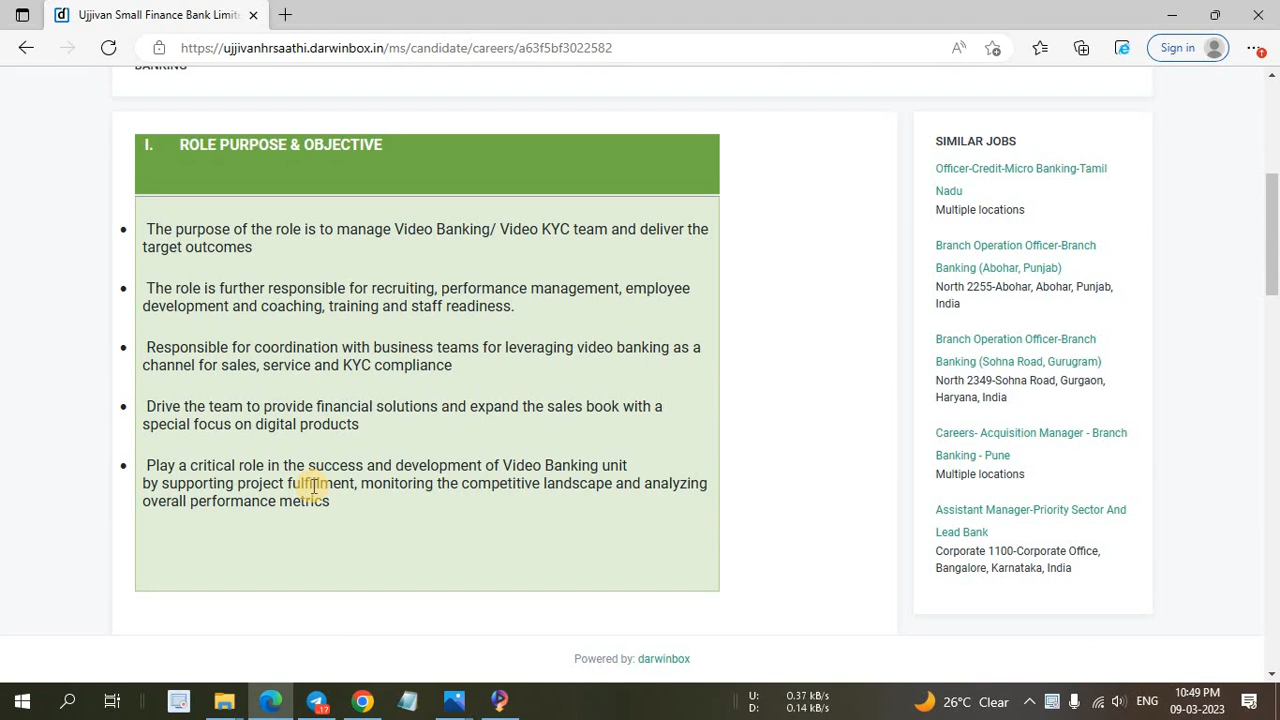 Ujjivan Small Finance Bank Limite
https://ujjivanhrsaathi.darwinbox.in/ms/candidate/careers/a63f5bf3022582
Sign in
BANKING
I. ROLE PURPOSE & OBJECTIVE
• The purpose of the role is to manage Video Banking/ Video KYC team and deliver the
target outcomes
• The role is further responsible for recruiting, performance management, employee
development and coaching, training and staff readiness.
• Responsible for coordination with business teams for leveraging video banking as a
channel for sales, service and KYC compliance
• Drive the team to provide financial solutions and expand the sales book with a
special focus on digital products
• Play a critical role in the success and development of Video Banking unit
by supporting project fulfillment, monitoring the competitive landscape and analyzing
overall performance metrics
SIMILAR JOBS
Officer-Credit-Micro Banking-Tamil
Nadu
Multiple locations
Branch Operation Officer-Branch
Banking (Abohar, Punjab)
North 2255-Abohar, Abohar, Punjab,
India
Branch Operation Officer-Branch
Banking (Sohna Road, Gurugram)
North 2349-Sohna Road, Gurgaon,
Haryana, India
Careers- Acquisition Manager - Branch
Banking - Pune
Multiple locations
Assistant Manager-Priority Sector And
Lead Bank
Corporate 1100-Corporate Office,
Bangalore, Karnataka, India
Powered by: darwinbox
17
U: 0.37 kB/s
D: 0.14 kB/s
26°C Clear
ENG
10:49 PM
09-03-2023